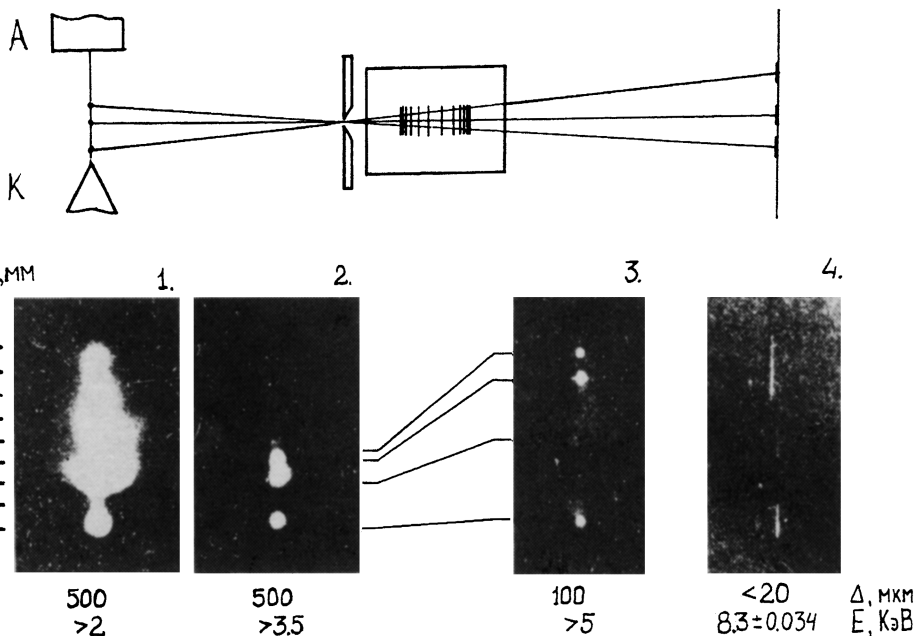 А
К
,мм 1. 2. 3. 4.
500 500 100 <20 Δ, мкм
>2 >3.5 >5 8.3±0.034 Е, КэВ